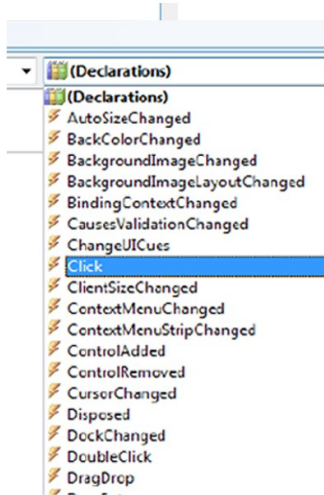 (Declarations)
(Declarations)
AutoSizeChanged
BackColorChanged
BackgroundImageChanged
BackgroundImageLayoutChanged
BindingContextChanged
CausesValidationChanged
ChangeUICues
Click
ClientSizeChanged
ContextMenuChanged
ContextMenuStripChanged
ControlAdded
ControlRemoved
CursorChanged
Disposed
DockChanged
DoubleClick
DragDrop